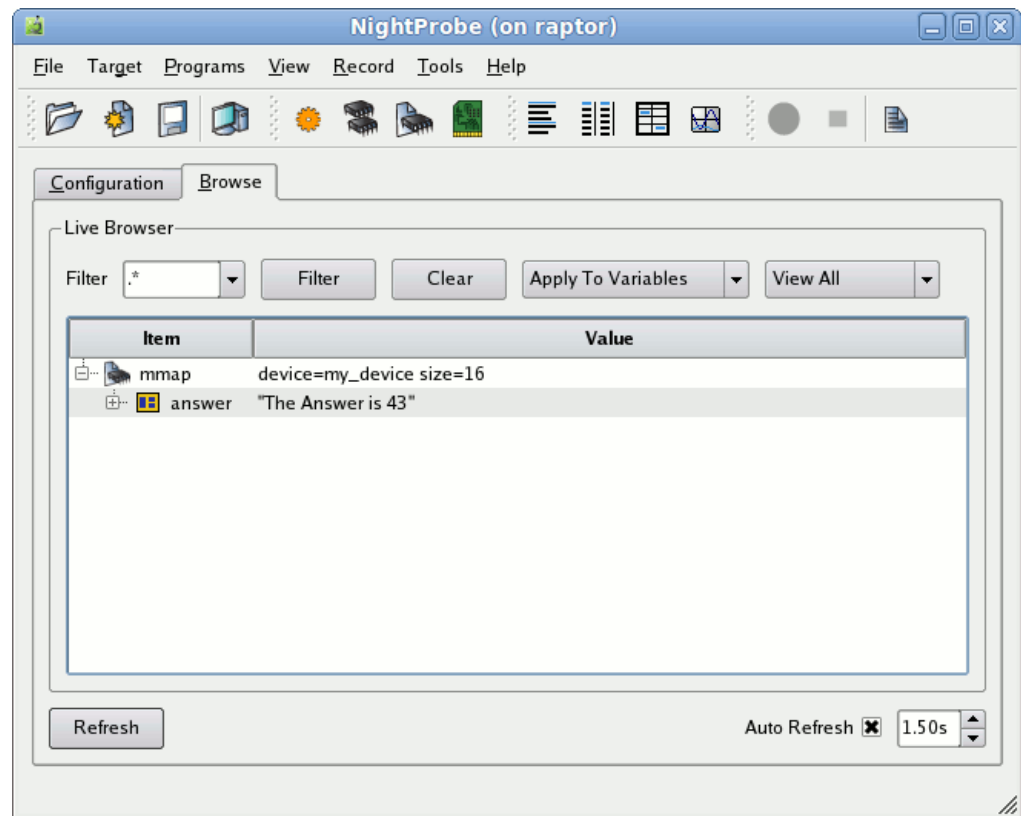 NightProbe (on raptor)
File Target Programs View Record Tools Help
Configuration Browse
Live Browser
Filter .* Filter Clear Apply To Variables View All
Item Value
mmap device=my_device size=16
answer "The Answer is 43"
Refresh Auto Refresh 1.50s